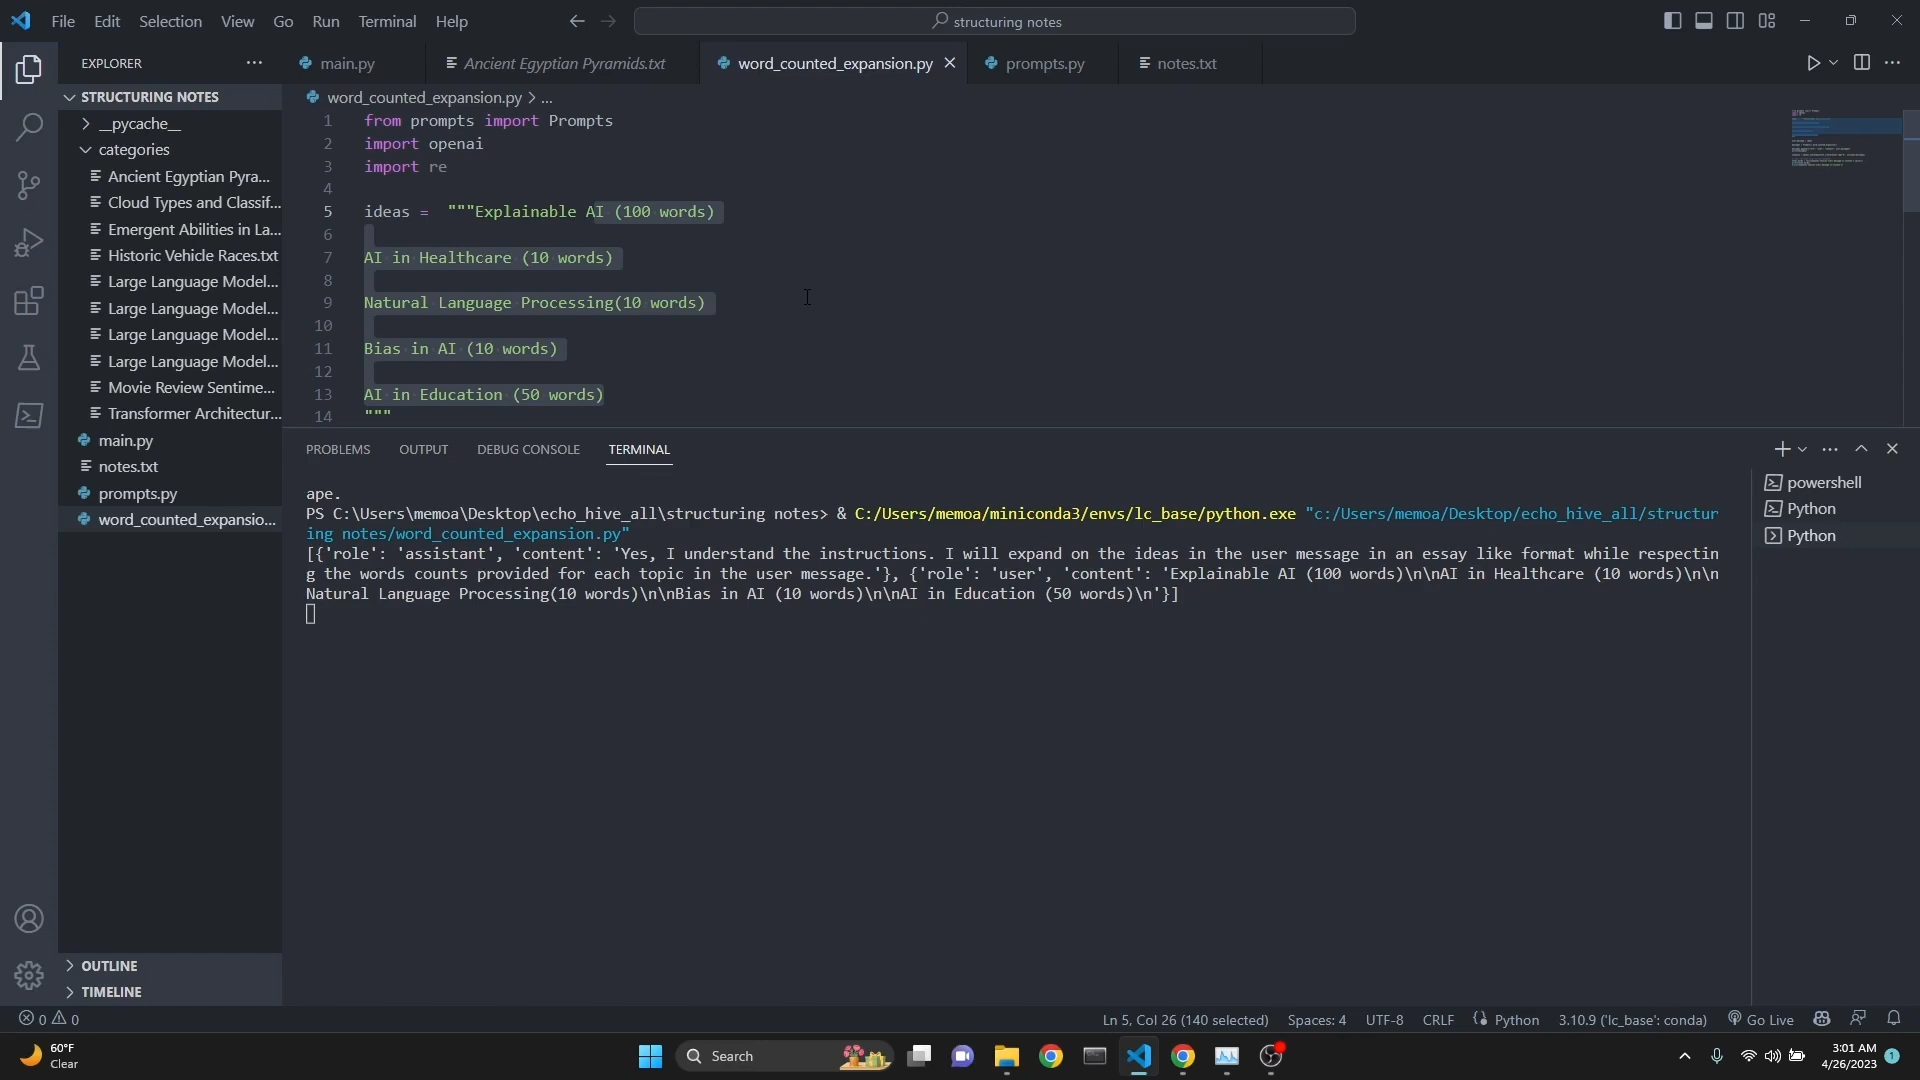 File Edit Selection View Go Run Terminal Help
structuring notes
EXPLORER
main.py
Ancient Egyptian Pyramids.txt
word_counted_expansion.py
prompts.py
notes.txt
STRUCTURING NOTES
__pycache__
categories
Ancient Egyptian Pyra...
Cloud Types and Classif...
Emergent Abilities in La...
Historic Vehicle Races.txt
Large Language Model...
Large Language Model...
Large Language Model...
Large Language Model...
Movie Review Sentime...
Transformer Architectur...
main.py
notes.txt
prompts.py
word_counted_expansio...
OUTLINE
TIMELINE
word_counted_expansion.py > ...
1 from prompts import Prompts
2 import openai
3 import re
4
5 ideas = """Explainable AI (100 words)
6
7 AI in Healthcare (10 words)
8
9 Natural Language Processing(10 words)
10
11 Bias in AI (10 words)
12
13 AI in Education (50 words)
14 """
PROBLEMS OUTPUT DEBUG CONSOLE TERMINAL
ape.
PS C:\Users\memoa\Desktop\echo_hive_all\structuring notes> & C:/Users/memoa/miniconda3/envs/lc_base/python.exe "c:/Users/memoa/Desktop/echo_hive_all/structur
ing notes/word_counted_expansion.py"
[{'role': 'assistant', 'content': 'Yes, I understand the instructions. I will expand on the ideas in the user message in an essay like format while respectin
g the words counts provided for each topic in the user message.'}, {'role': 'user', 'content': 'Explainable AI (100 words)\n\nAI in Healthcare (10 words)\n\n
Natural Language Processing(10 words)\n\nBias in AI (10 words)\n\nAI in Education (50 words)\n'}]
powershell
Python
Python
0 0
Ln 5, Col 26 (140 selected)
Spaces: 4
UTF-8
CRLF
Python
3.10.9 ('lc_base': conda)
Go Live
60°F
Clear
Search
3:01 AM
4/26/2023
1